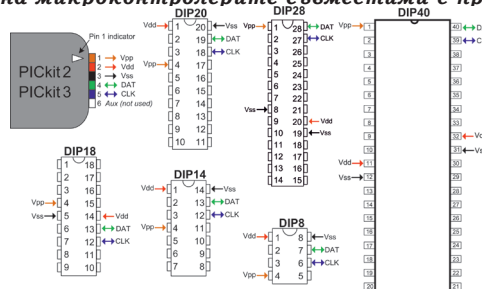 на микроконтролерите съвместими с
DIP20
DIP28
DIP40
Pin 1 indicator
PICkit 2
PICkit 3
1 Vpp
2 Vdd
3 Vss
4 DAT
5 CLK
6 Aux (not used)
Vdd 1 20 Vss
2 19 DAT
3 18 CLK
Vpp 4 17
5 16
6 15
7 14
8 13
9 12
10 11
Vpp 1 28 DAT
2 27 CLK
3 26
4 25
5 24
6 23
7 22
Vss 8 21
9 20 Vdd
10 19 Vss
11 18
12 17
13 16
14 15
Vpp 1 40
2 39
3 38
4 37
5 36
6 35
7 34
8 33
9 32
10 31
Vdd 11 30
Vss 12 29
13 28
14 27
15 26
16 25
17 24
18 23
19 22
20 21
DIP18
1 18
2 17
3 16
Vpp 4 15
Vss 5 14 Vdd
6 13 DAT
7 12 CLK
8 11
9 10
DIP14
Vdd 1 14 Vss
2 13 DAT
3 12 CLK
Vpp 4 11
5 10
6 9
7 8
DIP8
Vdd 1 8 Vss
2 7 DAT
3 6 CLK
Vpp 4 5